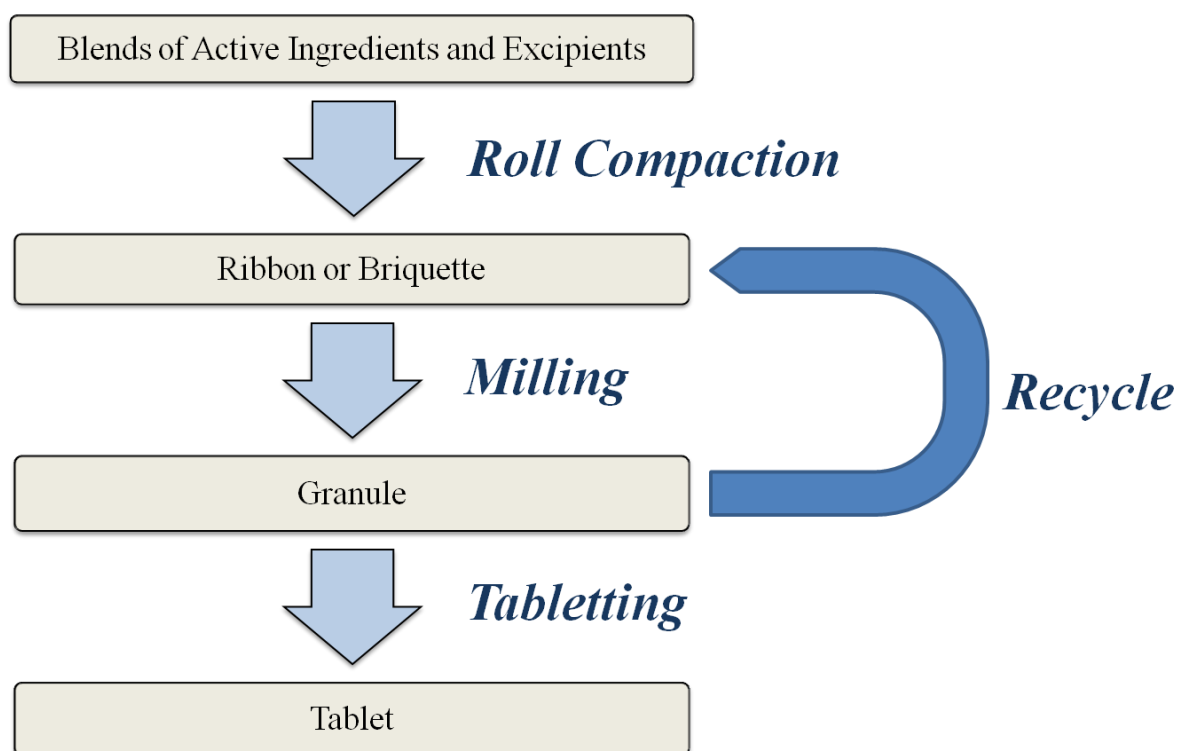 Blends of Active Ingredients and Excipients
Roll Compaction
Ribbon or Briquette
Milling
Recycle
Granule
Tabletting
Tablet